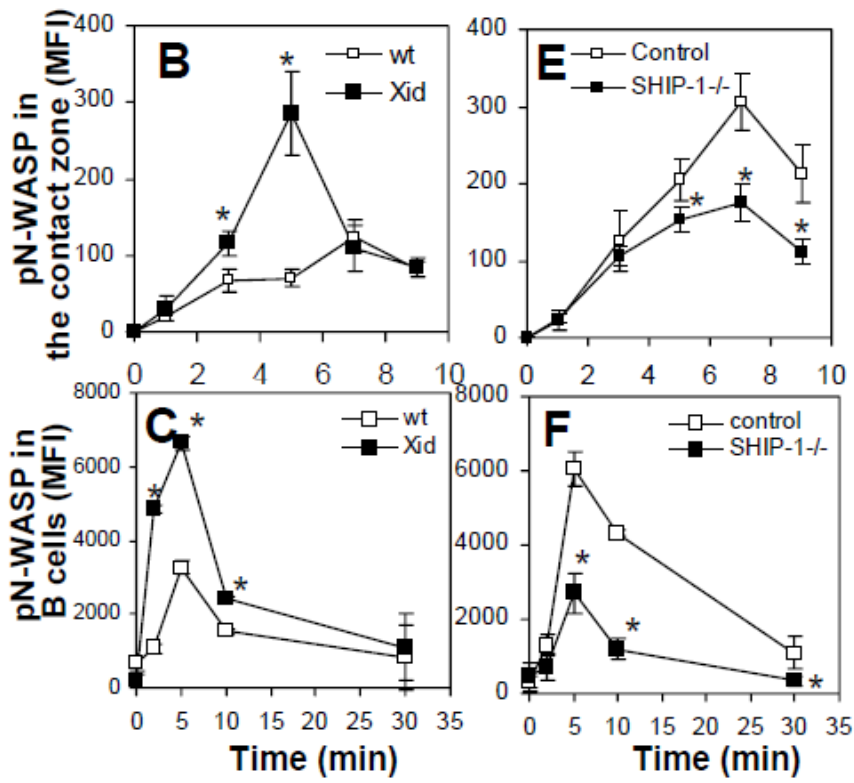 pN-WASP in
the contact zone (MFI)
400
300
200
100
0
B
wt
Xid
*
*
0 2 4 6 8 10
400
300
200
100
0
E
Control
SHIP-1-/-
*
*
*
0 2 4 6 8 10
pN-WASP in
B cells (MFI)
8000
6000
4000
2000
0
C
wt
Xid
*
*
*
0 5 10 15 20 25 30 35
Time (min)
8000
6000
4000
2000
0
F
control
SHIP-1-/-
*
*
*
0 5 10 15 20 25 30 35
Time (min)